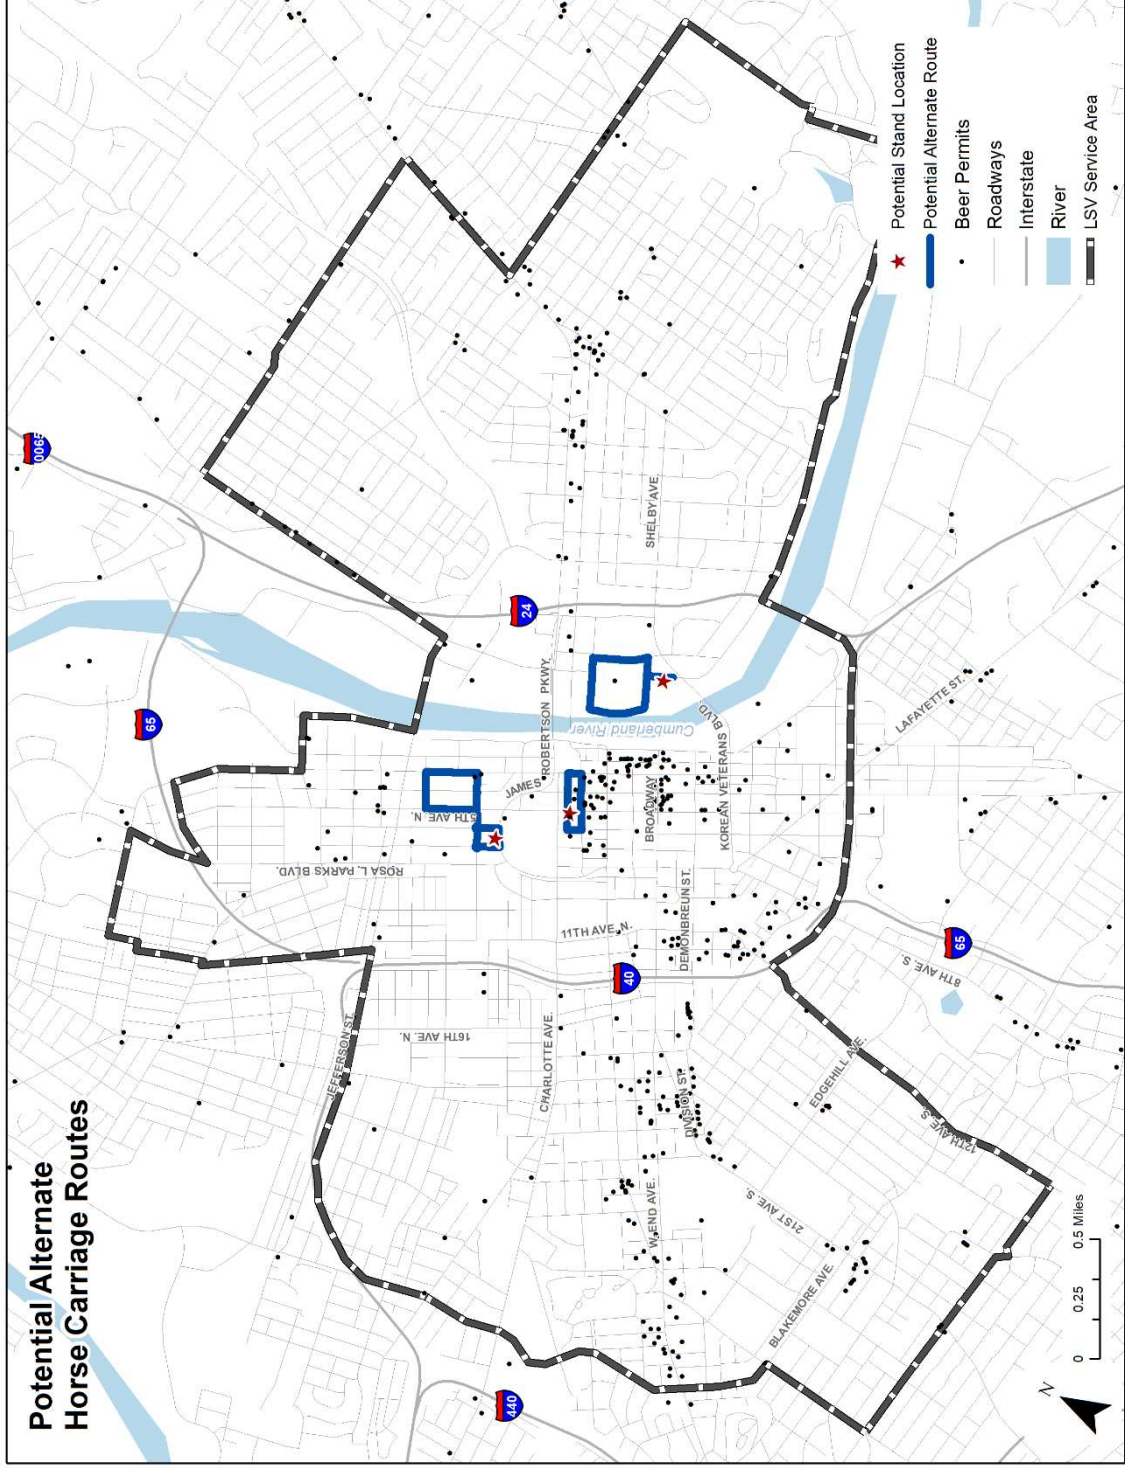 Potential Alternate
Horse Carriage Routes
0065
65
24
65
40
440
JEFFERSON ST.
ROSA L. PARKS BLVD.
5TH AVE. N.
JAMES ROBERTSON PKWY.
SHELBY AVE.
Cumberland River
BROADWAY
KOREAN VETERANS BLVD.
LAFAYETTE ST.
DEMONBREUN ST.
11TH AVE. N.
8TH AVE. S.
16TH AVE. N.
CHARLOTTE AVE.
DIVISION ST.
EDGEHILL AVE.
12TH AVE. S.
W. END AVE.
21ST AVE. S.
BLAKEMORE AVE.
Potential Stand Location
Potential Alternate Route
Beer Permits
Roadways
Interstate
River
LSV Service Area
N
0 0.25 0.5 Miles